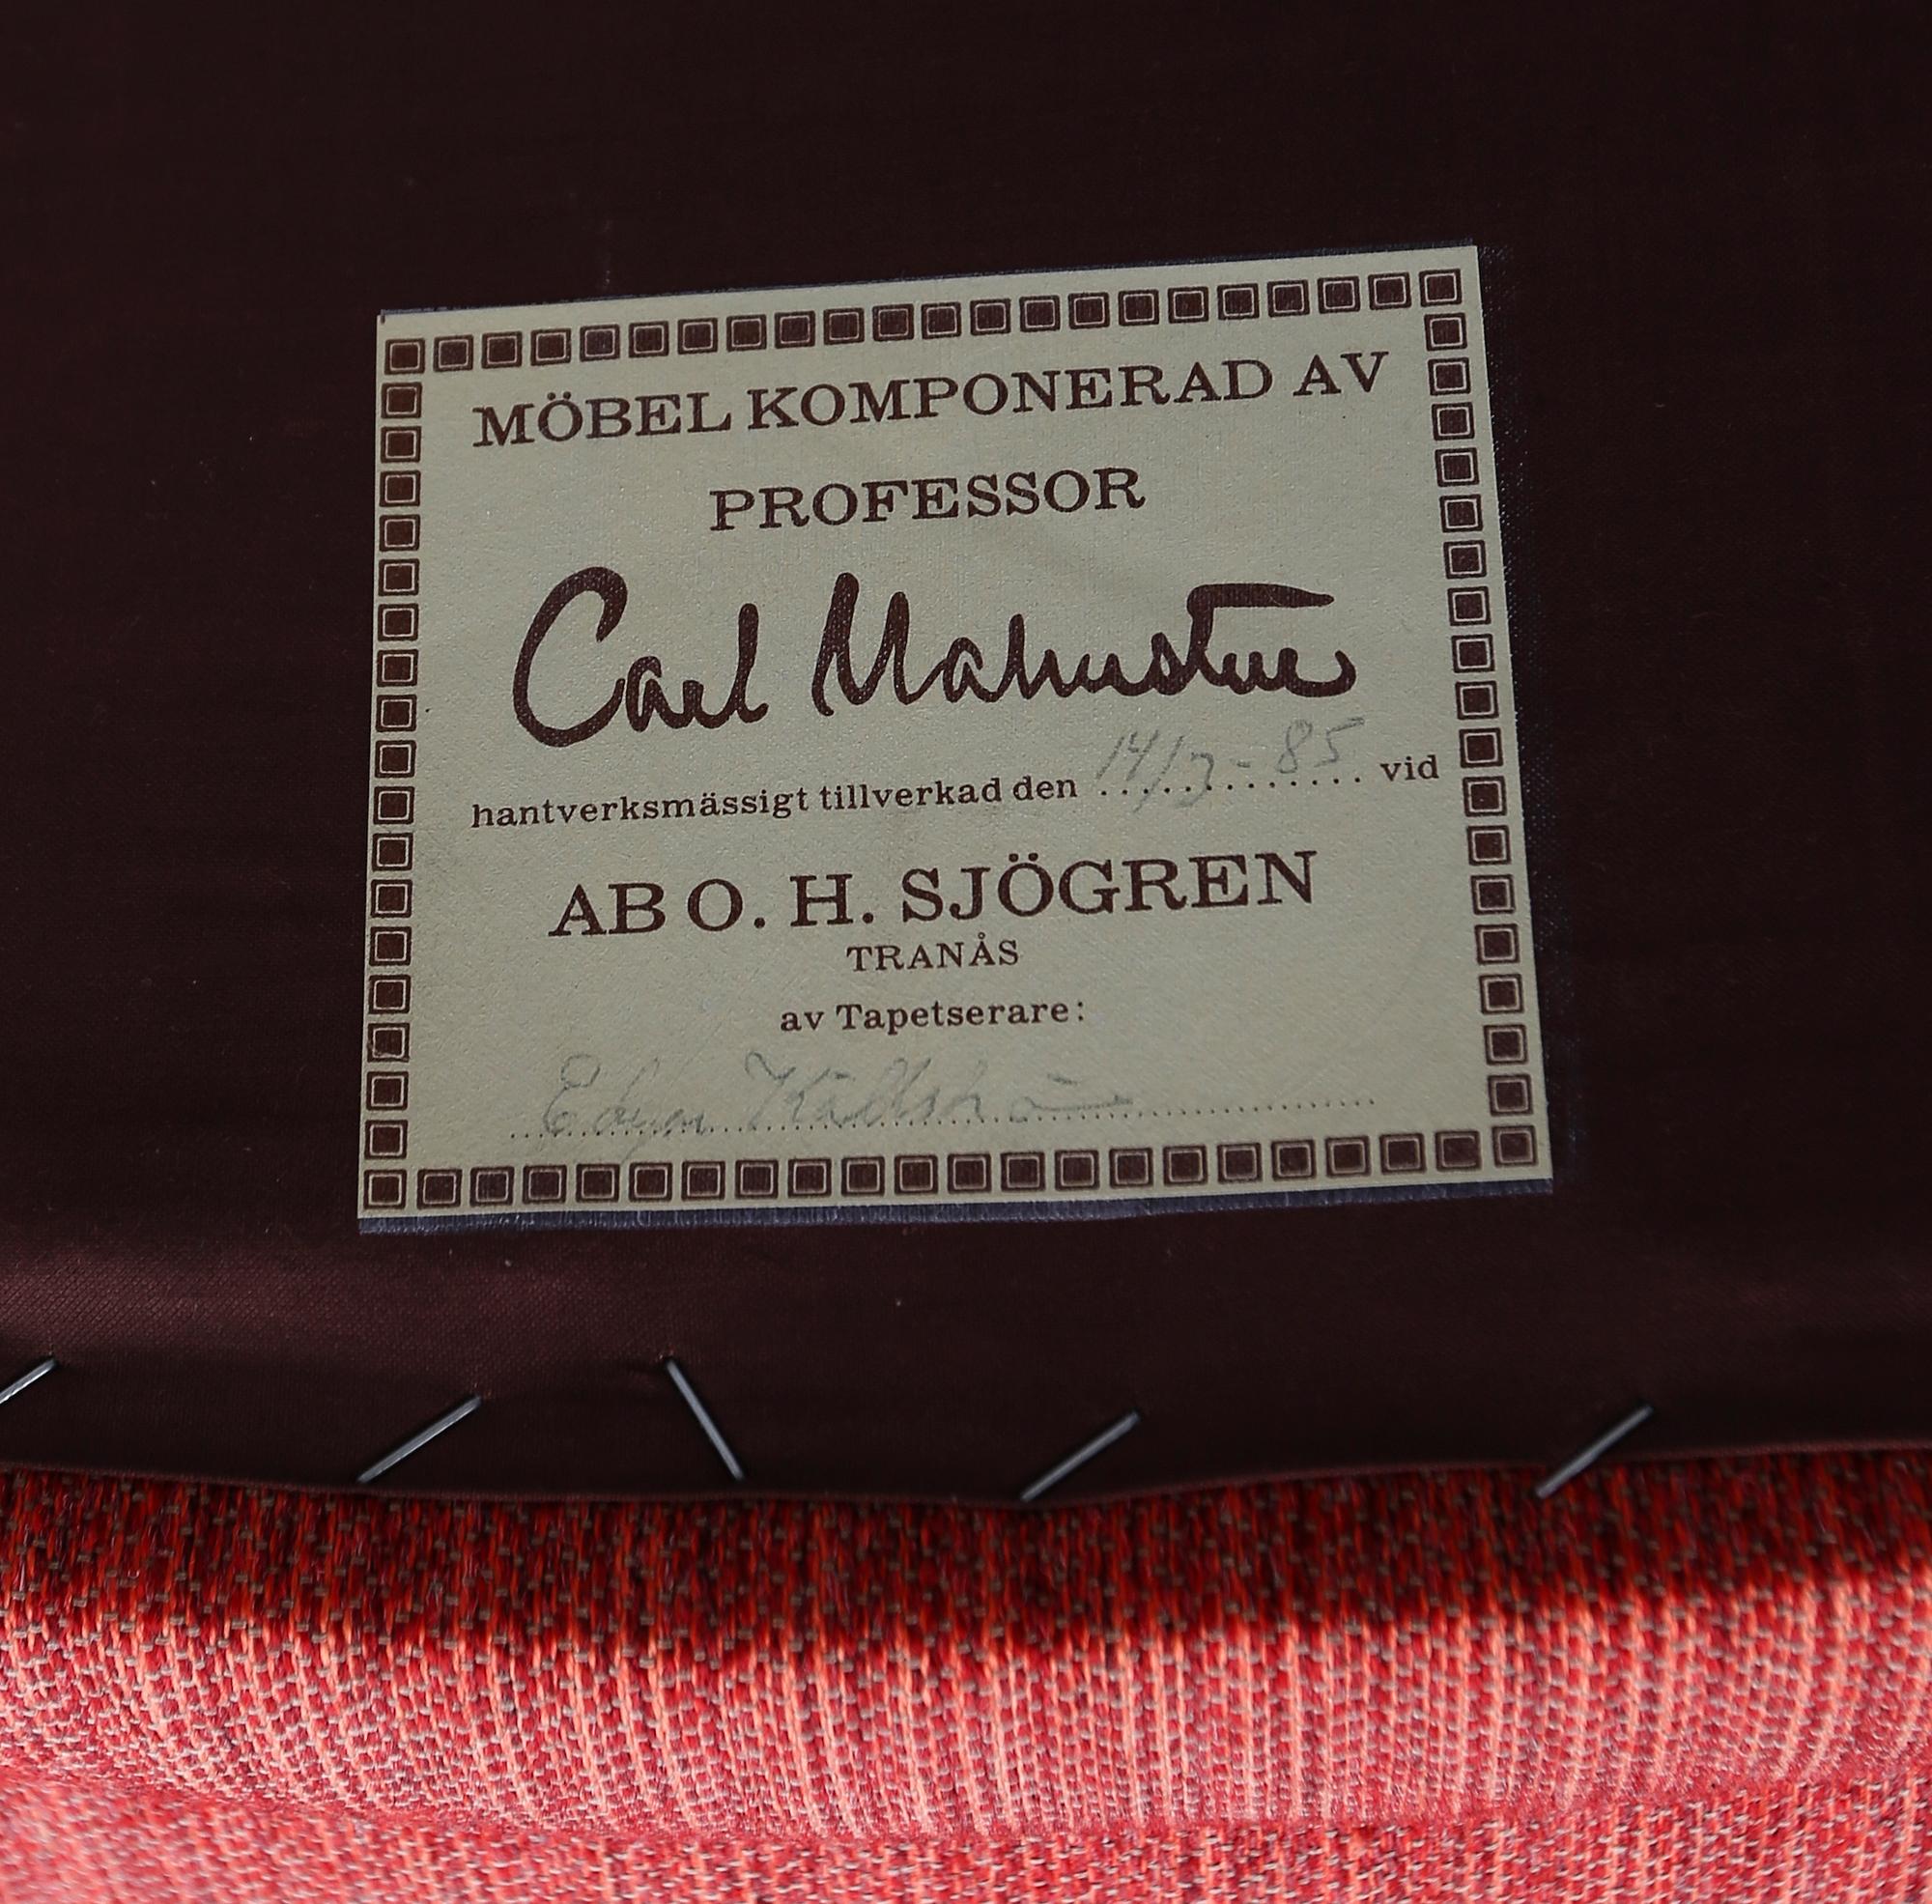 MÖBEL KOMPONERAD AV
PROFESSOR
Carl Malmsten
hantverksmässigt tillverkad den 14/3-85 vid
AB O. H. SJÖGREN
TRANÅS
av Tapetserare: